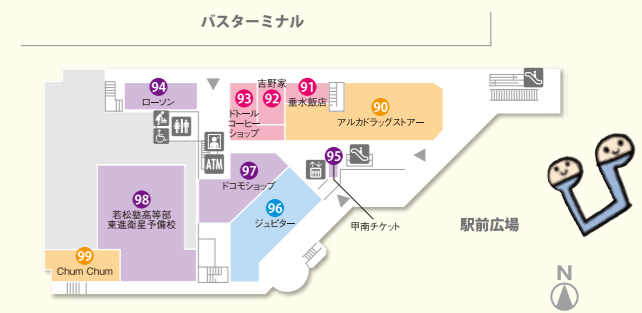 バスターミナル
94
ローソン
93
ドトール
コーヒー
ショップ
吉野家
92
91
垂水飯店
90
アルカドラッグストアー
ATM
97
ドコモショップ
95
甲南チケット
96
ジュピター
98
若松塾高等部
東進衛星予備校
99
Chum Chum
駅前広場
N